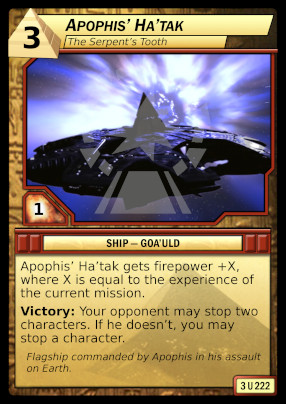 3
APOPHIS' HA'TAK
The Serpent's Tooth
1
SHIP — GOA'ULD
Apophis' Ha'tak gets firepower +X,
where X is equal to the experience of
the current mission.
Victory: Your opponent may stop two
characters. If he doesn't, you may
stop a character.
Flagship commanded by Apophis in his assault
on Earth.
3 U 222